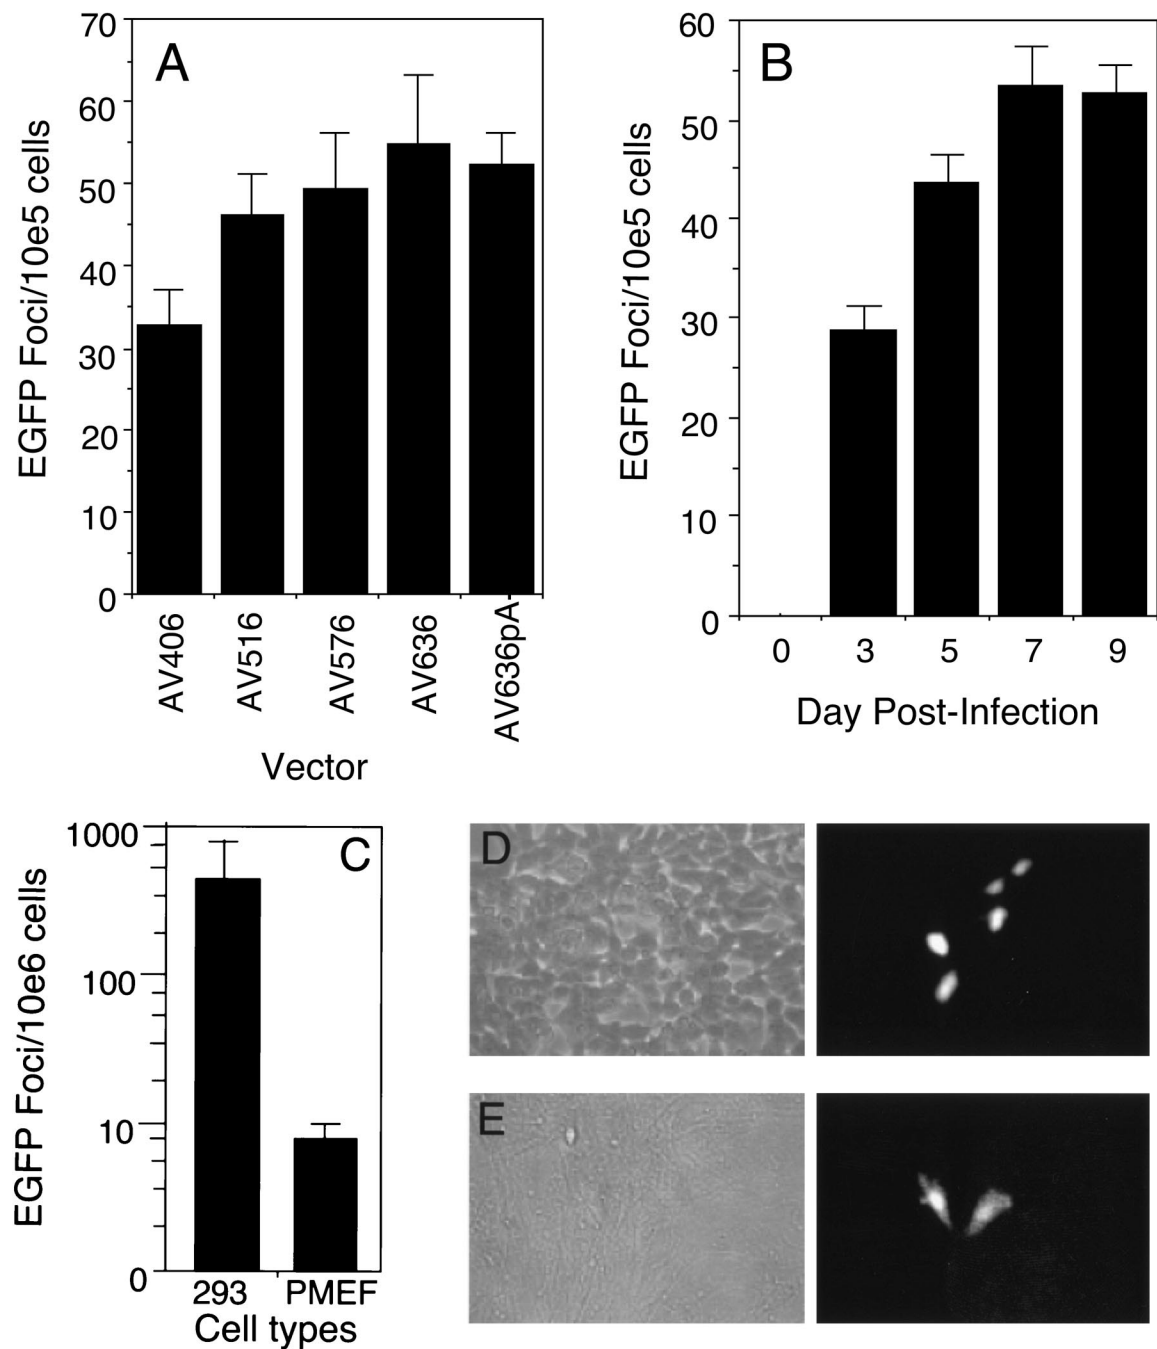 A
EGFP Foci/10e5 cells
70
60
50
40
30
20
10
0
AV406
AV516
AV576
AV636
AV636pA
Vector
B
EGFP Foci/10e5 cells
60
50
40
30
20
10
0
0 3 5 7 9
Day Post-Infection
C
EGFP Foci/10e6 cells
1000
100
10
0
293 PMEF
Cell types
D
E